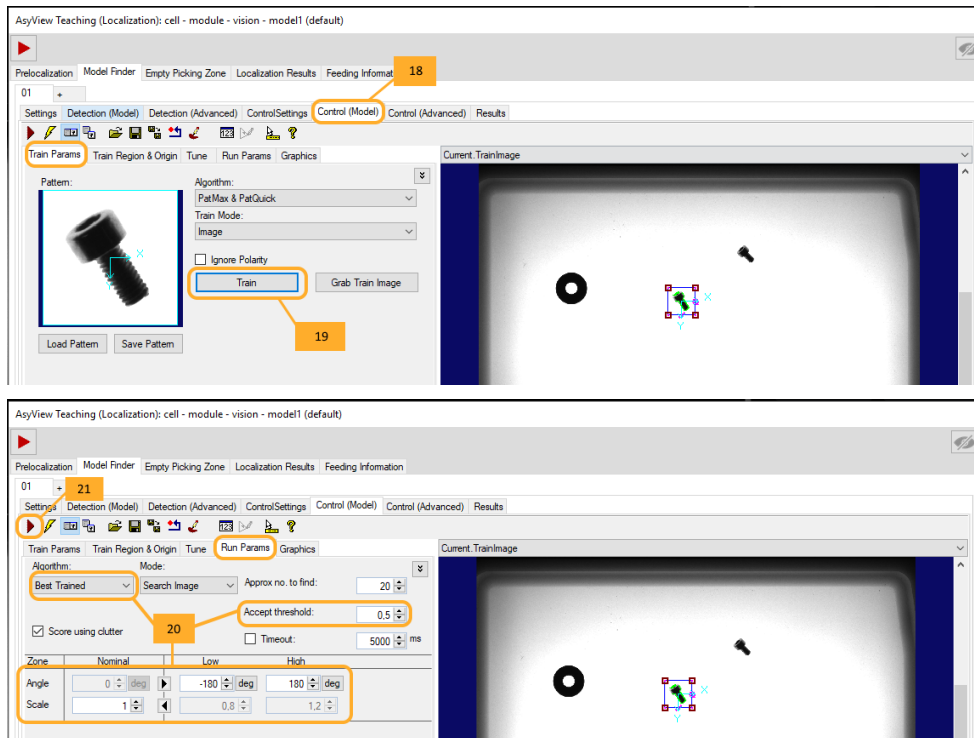 AsyView Teaching (Localization): cell - module - vision - model1 (default)
Prelocalization Model Finder Empty Picking Zone Localization Results Feeding Informat 18
01 +
Settings Detection (Model) Detection (Advanced) ControlSettings Control (Model) Control (Advanced) Results
123 ?
Train Params Train Region & Origin Tune Run Params Graphics Current.TrainImage
Pattern: Algorithm:
PatMax & PatQuick
Train Mode:
Image
Ignore Polarity
Train Grab Train Image
X
Y
X
Y
19
Load Pattern Save Pattern
AsyView Teaching (Localization): cell - module - vision - model1 (default)
Prelocalization Model Finder Empty Picking Zone Localization Results Feeding Information
01 + 21
Settings Detection (Model) Detection (Advanced) ControlSettings Control (Model) Control (Advanced) Results
123 ?
Train Params Train Region & Origin Tune Run Params Graphics Current.TrainImage
Algorithm: Mode:
Best Trained Search Image Approx no. to find: 20
Accept threshold: 0,5
Score using clutter 20
Timeout: 5000 ms
Zone Nominal Low High
Angle 0 deg -180 deg 180 deg
Scale 1 0,8 1,2
X
Y